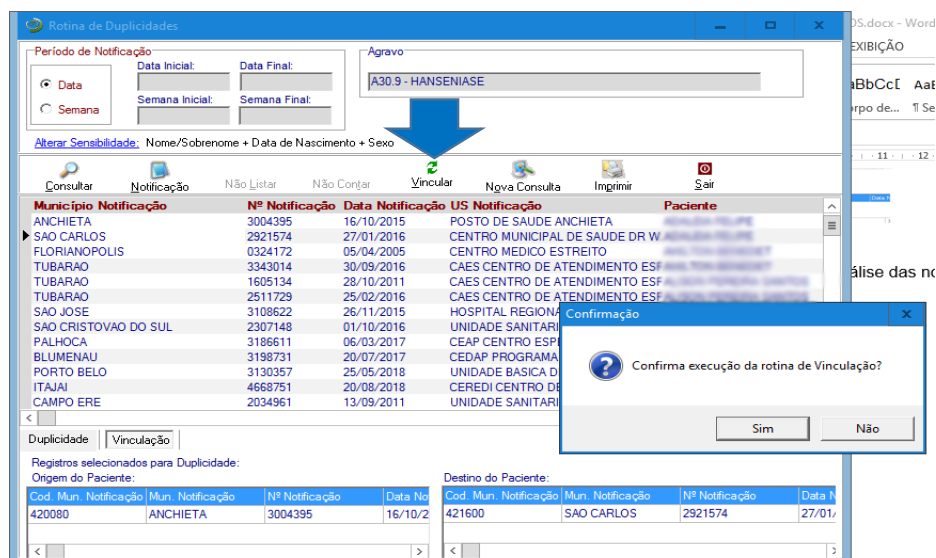 Rotina de Duplicidades
OS.docx - Word
EXIBIÇÃO
Período de Notificação
Agravo
Data Inicial: Data Final:
Data
A30.9 - HANSENIASE
Semana Inicial: Semana Final:
Semana
aBbCcD AaB
orpo de... ¶ Se
Alterar Sensibilidade: Nome/Sobrenome + Data de Nascimento + Sexo
11 12
Consultar Notificação Não Listar Não Contar Vincular Nova Consulta Imprimir Sair
Município Notificação Nº Notificação Data Notificação US Notificação Paciente
ANCHIETA 3004395 16/10/2015 POSTO DE SAUDE ANCHIETA
SAO CARLOS 2921574 27/01/2016 CENTRO MUNICIPAL DE SAUDE DR W.
FLORIANOPOLIS 0324172 05/04/2005 CENTRO MEDICO ESTREITO
TUBARAO 3343014 30/09/2016 CAES CENTRO DE ATENDIMENTO ESF
álise das no
TUBARAO 1605134 28/10/2011 CAES CENTRO DE ATENDIMENTO ESF
TUBARAO 2511729 25/02/2016 CAES CENTRO DE ATENDIMENTO ESF
SAO JOSE 3108622 26/11/2015 HOSPITAL REGIONA
SAO CRISTOVAO DO SUL 2307148 01/10/2016 UNIDADE SANITARI
PALHOCA 3186611 06/03/2017 CEAP CENTRO ESPI
BLUMENAU 3198731 20/07/2017 CEDAP PROGRAMA
PORTO BELO 3130357 25/05/2018 UNIDADE BASICA D
ITAJAI 4668751 20/08/2018 CEREDI CENTRO DE
CAMPO ERE 2034961 13/09/2011 UNIDADE SANITARI
Confirmação
Confirma execução da rotina de Vinculação?
Sim Não
Duplicidade Vinculação
Registros selecionados para Duplicidade:
Origem do Paciente:
Cod. Mun. Notificação Mun. Notificação Nº Notificação Data No
420080 ANCHIETA 3004395 16/10/2
Destino do Paciente:
Cod. Mun. Notificação Mun. Notificação Nº Notificação Data N
421600 SAO CARLOS 2921574 27/01/